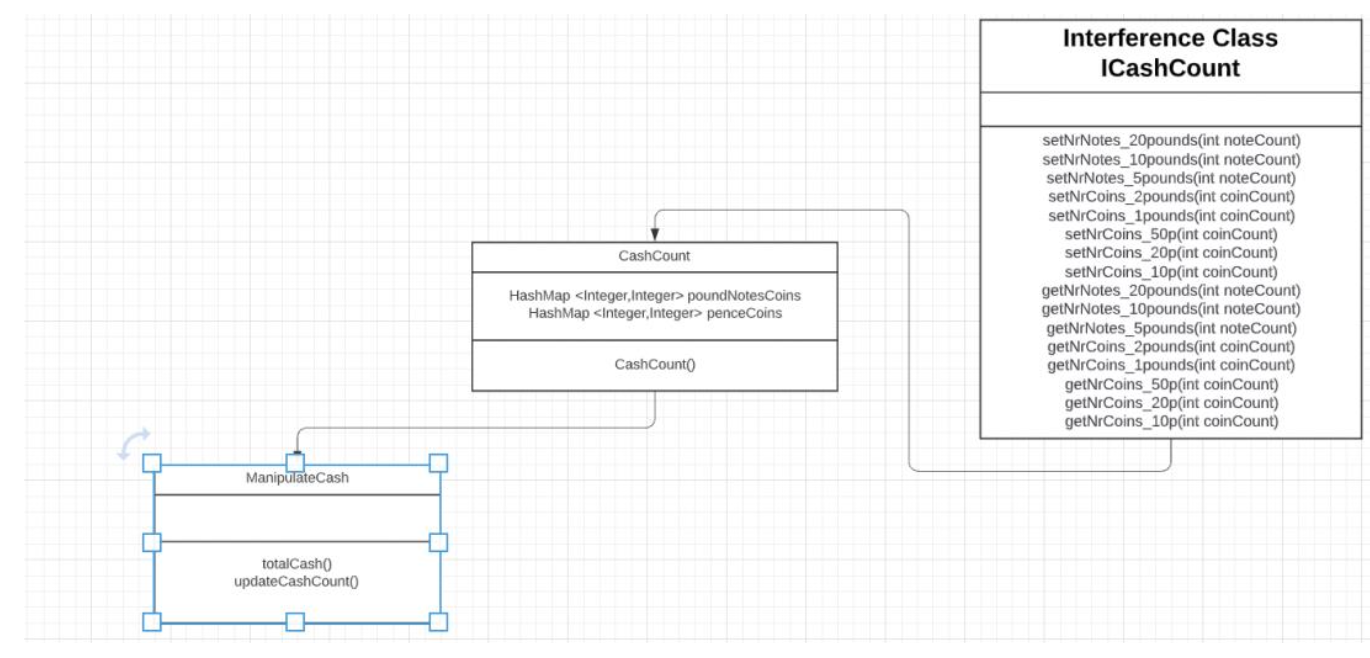 Interference Class
ICashCount
setNrNotes_20pounds(int noteCount)
setNrNotes_10pounds(int noteCount)
setNrNotes_5pounds(int noteCount)
setNrCoins_2pounds(int coinCount)
setNrCoins_1pounds(int coinCount)
setNrCoins_50p(int coinCount)
setNrCoins_20p(int coinCount)
setNrCoins_10p(int coinCount)
getNrNotes_20pounds(int noteCount)
getNrNotes_10pounds(int noteCount)
getNrNotes_5pounds(int noteCount)
getNrCoins_2pounds(int coinCount)
getNrCoins_1pounds(int coinCount)
getNrCoins_50p(int coinCount)
getNrCoins_20p(int coinCount)
getNrCoins_10p(int coinCount)
CashCount
HashMap <Integer,Integer> poundNotesCoins
HashMap <Integer,Integer> penceCoins
CashCount()
ManipulateCash
totalCash()
updateCashCount()